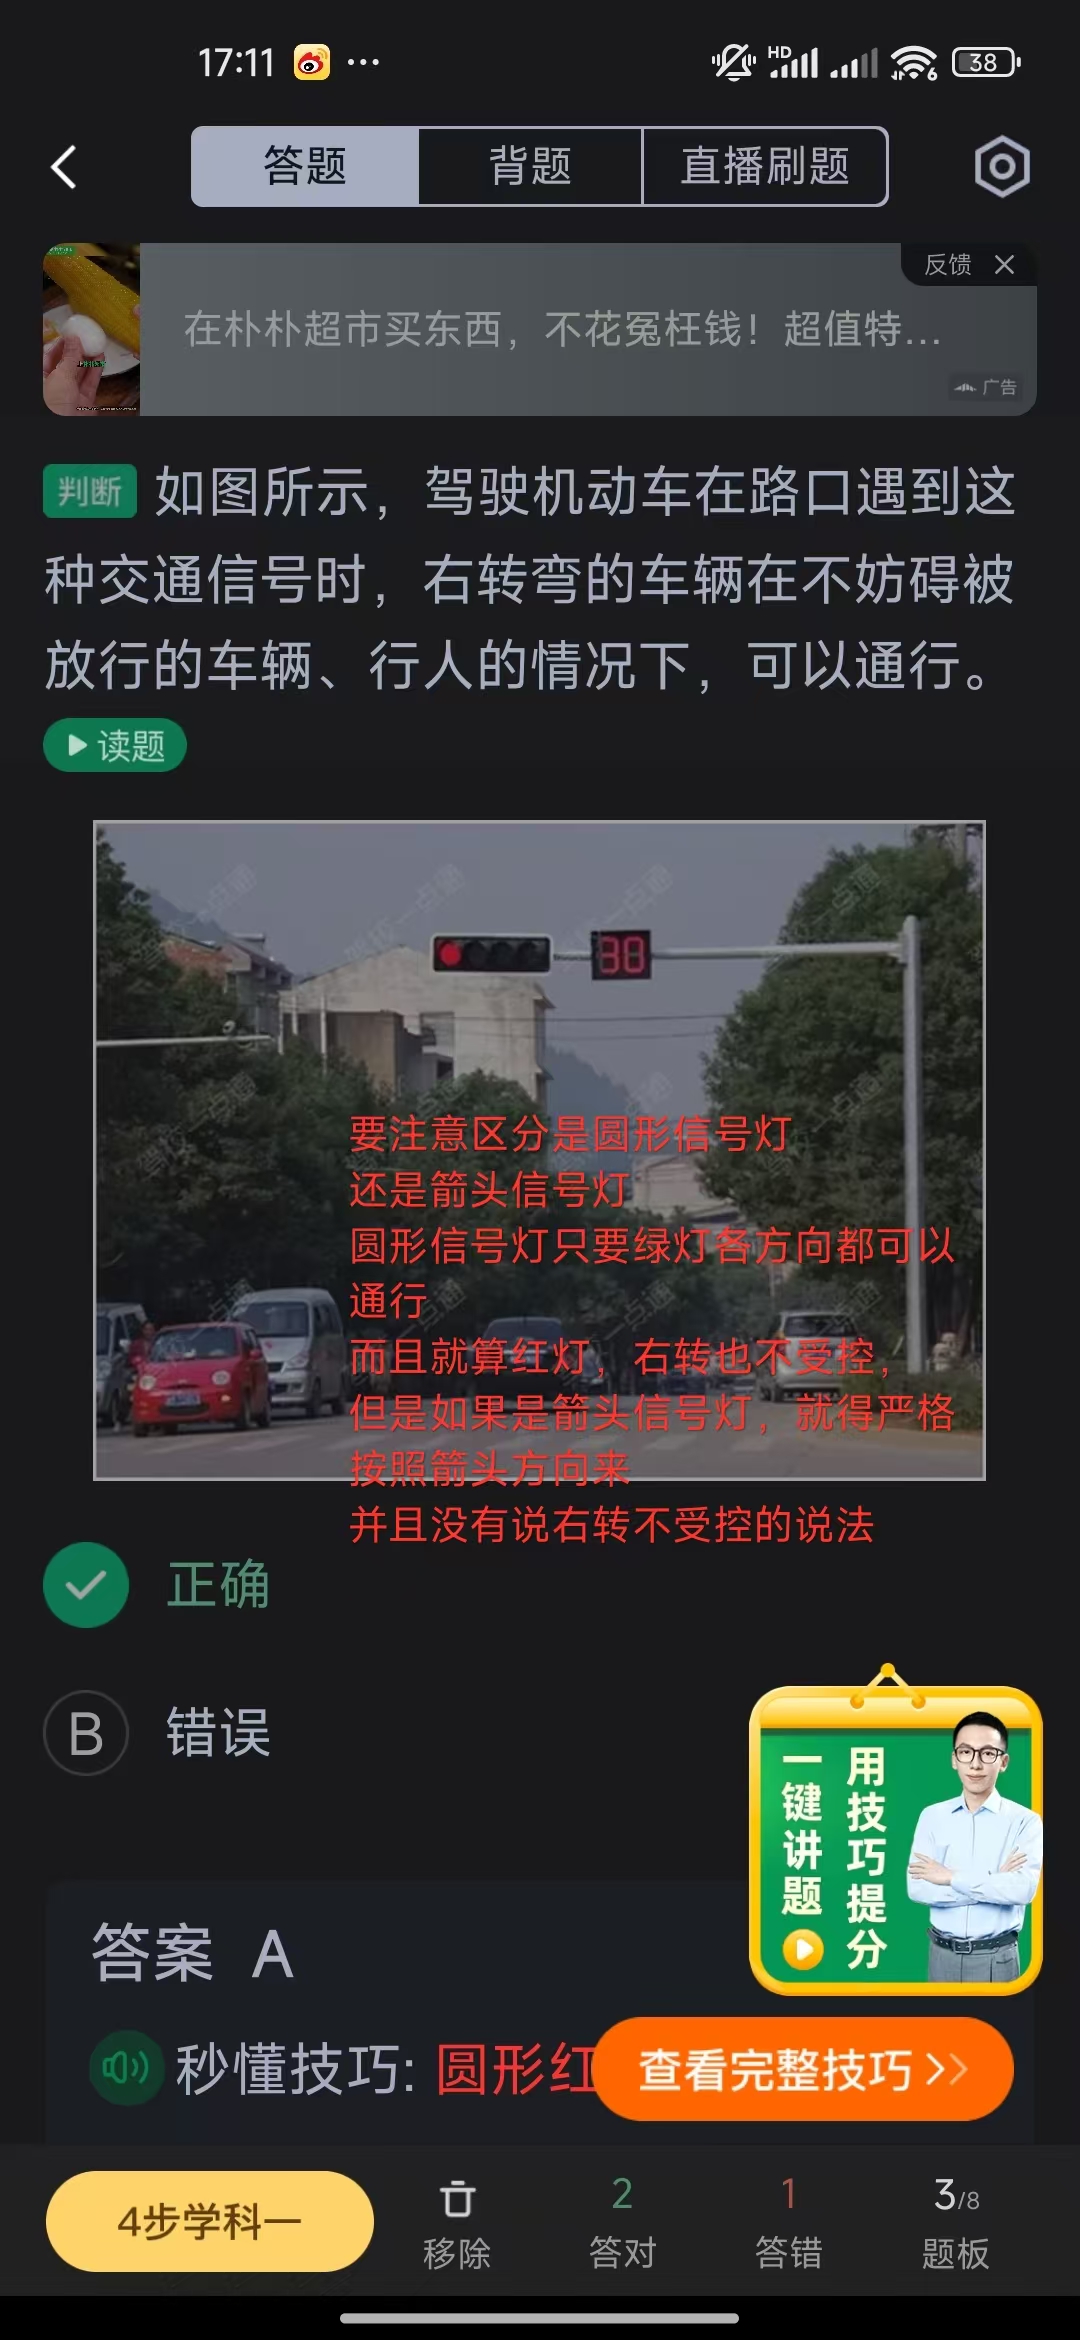 17:11
HD
6
38
答题
背题
直播刷题
反馈
在朴朴超市买东西，不花冤枉钱！超值特...
广告
判断 如图所示，驾驶机动车在路口遇到这
种交通信号时，右转弯的车辆在不妨碍被
放行的车辆、行人的情况下，可以通行。
读题
30
要注意区分是圆形信号灯
还是箭头信号灯
圆形信号灯只要绿灯各方向都可以
通行
而且就算红灯，右转也不受控，
但是如果是箭头信号灯，就得严格
按照箭头方向来
并且没有说右转不受控的说法
正确
B 错误
用技巧提分
一键讲题
答案 A
秒懂技巧: 圆形红
查看完整技巧
4步学科一
移除
2
答对
1
答错
3/8
题板